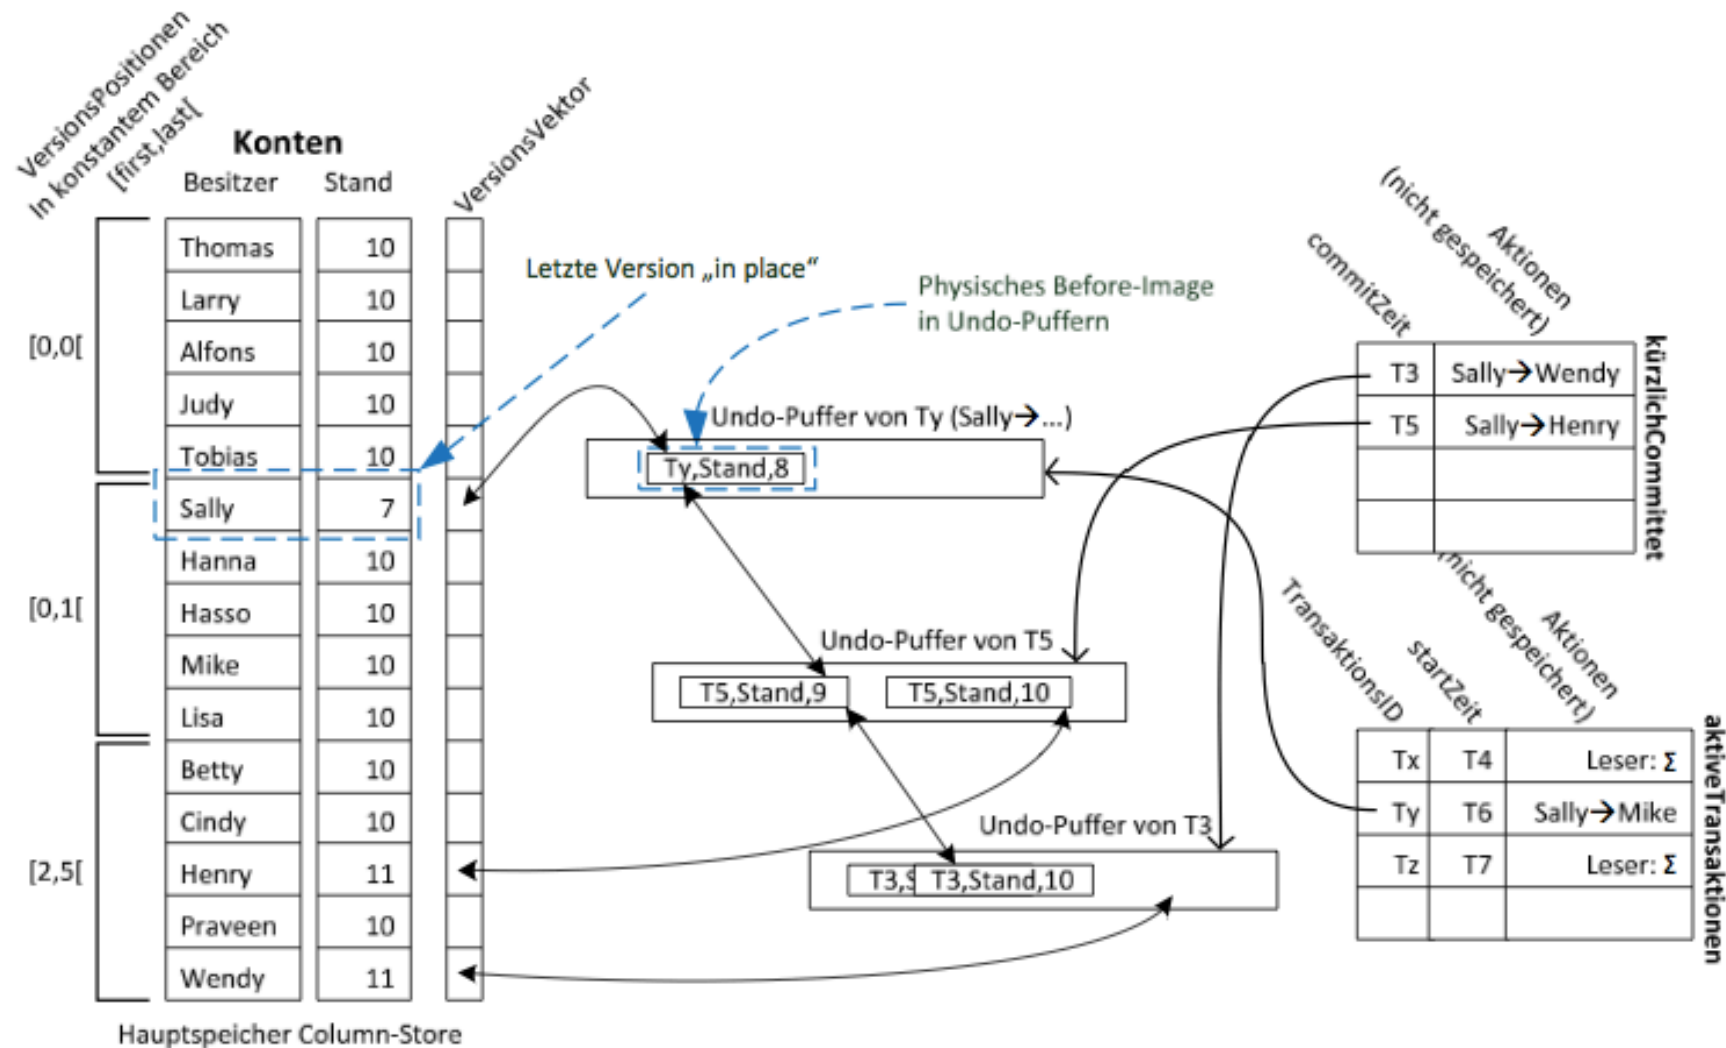 VersionsPositionen
In konstantem Bereich
[first,last[
Konten
Besitzer Stand
VersionsVektor
Thomas 10
Larry 10
Alfons 10
Judy 10
Tobias 10
Sally 7
Hanna 10
Hasso 10
Mike 10
Lisa 10
Betty 10
Cindy 10
Henry 11
Praveen 10
Wendy 11
[0,0[
[0,1[
[2,5[
Hauptspeicher Column-Store
Letzte Version „in place“
Physisches Before-Image
in Undo-Puffern
Undo-Puffer von Ty (Sally→...)
Ty,Stand,8
Undo-Puffer von T5
T5,Stand,9 T5,Stand,10
Undo-Puffer von T3
T3,S T3,Stand,10
commitZeit
Aktionen
(nicht gespeichert)
T3 Sally→Wendy
T5 Sally→Henry
kürzlichCommittet
TransaktionsID
startZeit
Aktionen
(nicht gespeichert)
Tx T4 Leser: Σ
Ty T6 Sally→Mike
Tz T7 Leser: Σ
aktiveTransaktionen